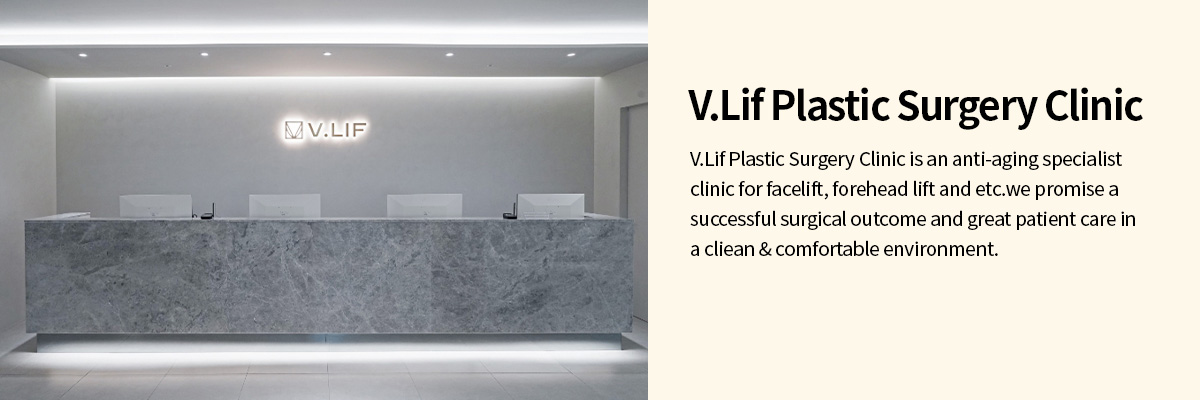 V.LIF
V.Lif Plastic Surgery Clinic
V.Lif Plastic Surgery Clinic is an anti-aging specialist
clinic for facelift, forehead lift and etc.we promise a
successful surgical outcome and great patient care in
a cliean & comfortable environment.